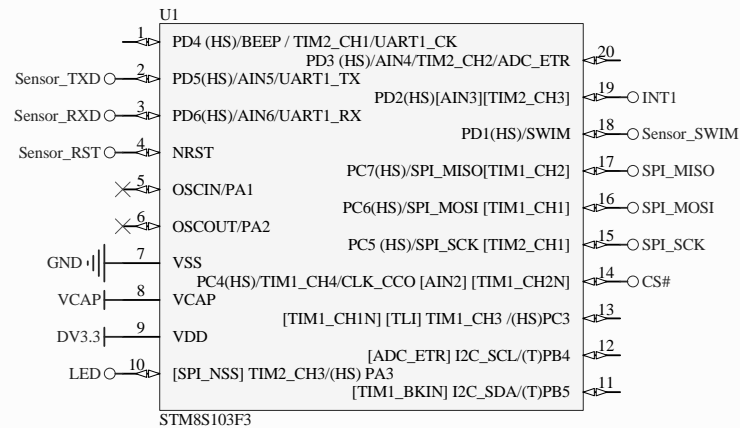 U1
1 PD4 (HS)/BEEP / TIM2_CH1/UART1_CK
PD3 (HS)/AIN4/TIM2_CH2/ADC_ETR 20
Sensor_TXD 2 PD5(HS)/AIN5/UART1_TX
PD2(HS)[AIN3][TIM2_CH3] 19 INT1
Sensor_RXD 3 PD6(HS)/AIN6/UART1_RX
PD1(HS)/SWIM 18 Sensor_SWIM
Sensor_RST 4 NRST
PC7(HS)/SPI_MISO[TIM1_CH2] 17 SPI_MISO
5 OSCIN/PA1
PC6(HS)/SPI_MOSI [TIM1_CH1] 16 SPI_MOSI
6 OSCOUT/PA2
PC5 (HS)/SPI_SCK [TIM2_CH1] 15 SPI_SCK
GND 7 VSS
PC4(HS)/TIM1_CH4/CLK_CCO [AIN2] [TIM1_CH2N] 14 CS#
VCAP 8 VCAP
[TIM1_CH1N] [TLI] TIM1_CH3 /(HS)PC3 13
DV3.3 9 VDD
[ADC_ETR] I2C_SCL/(T)PB4 12
LED 10 [SPI_NSS] TIM2_CH3/(HS) PA3
[TIM1_BKIN] I2C_SDA/(T)PB5 11
STM8S103F3